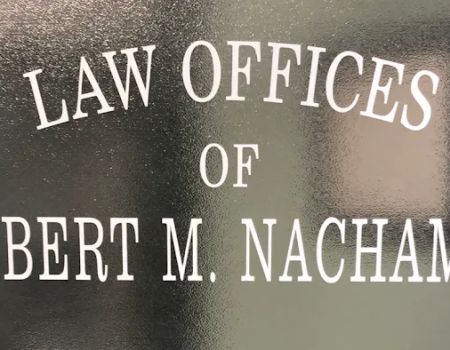 LAW OFFICES
OF
BERT M. NACHAM